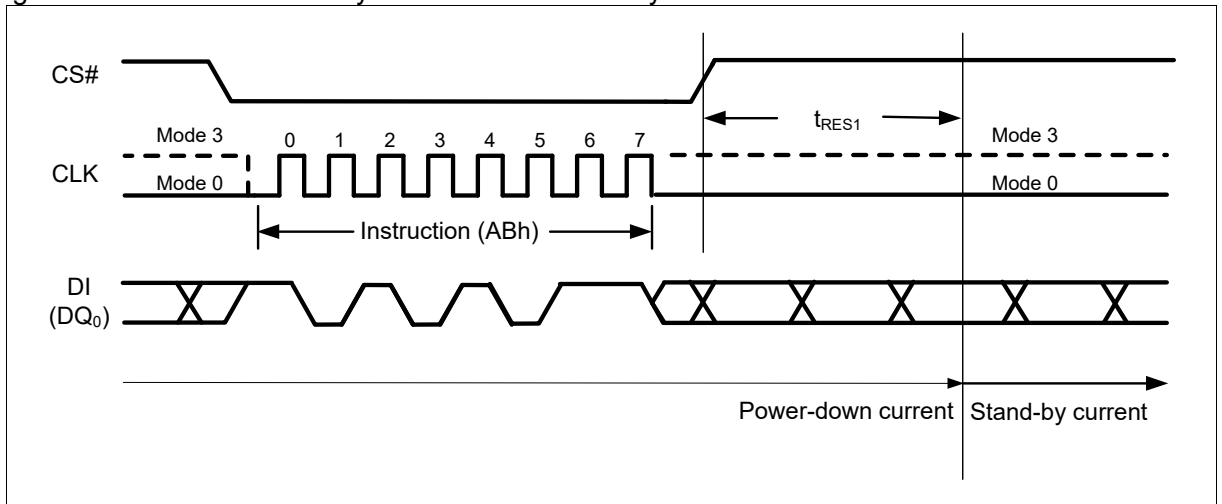 CS#
tRES1
Mode 3
0 1 2 3 4 5 6 7
Mode 3
CLK
Mode 0
Mode 0
Instruction (ABh)
DI
(DQ0)
Power-down current
Stand-by current